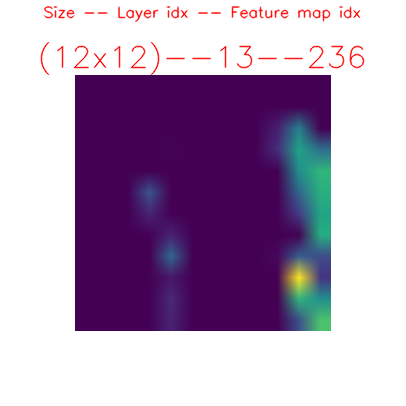 Size -- Layer idx -- Feature map idx
(12x12)--13--236